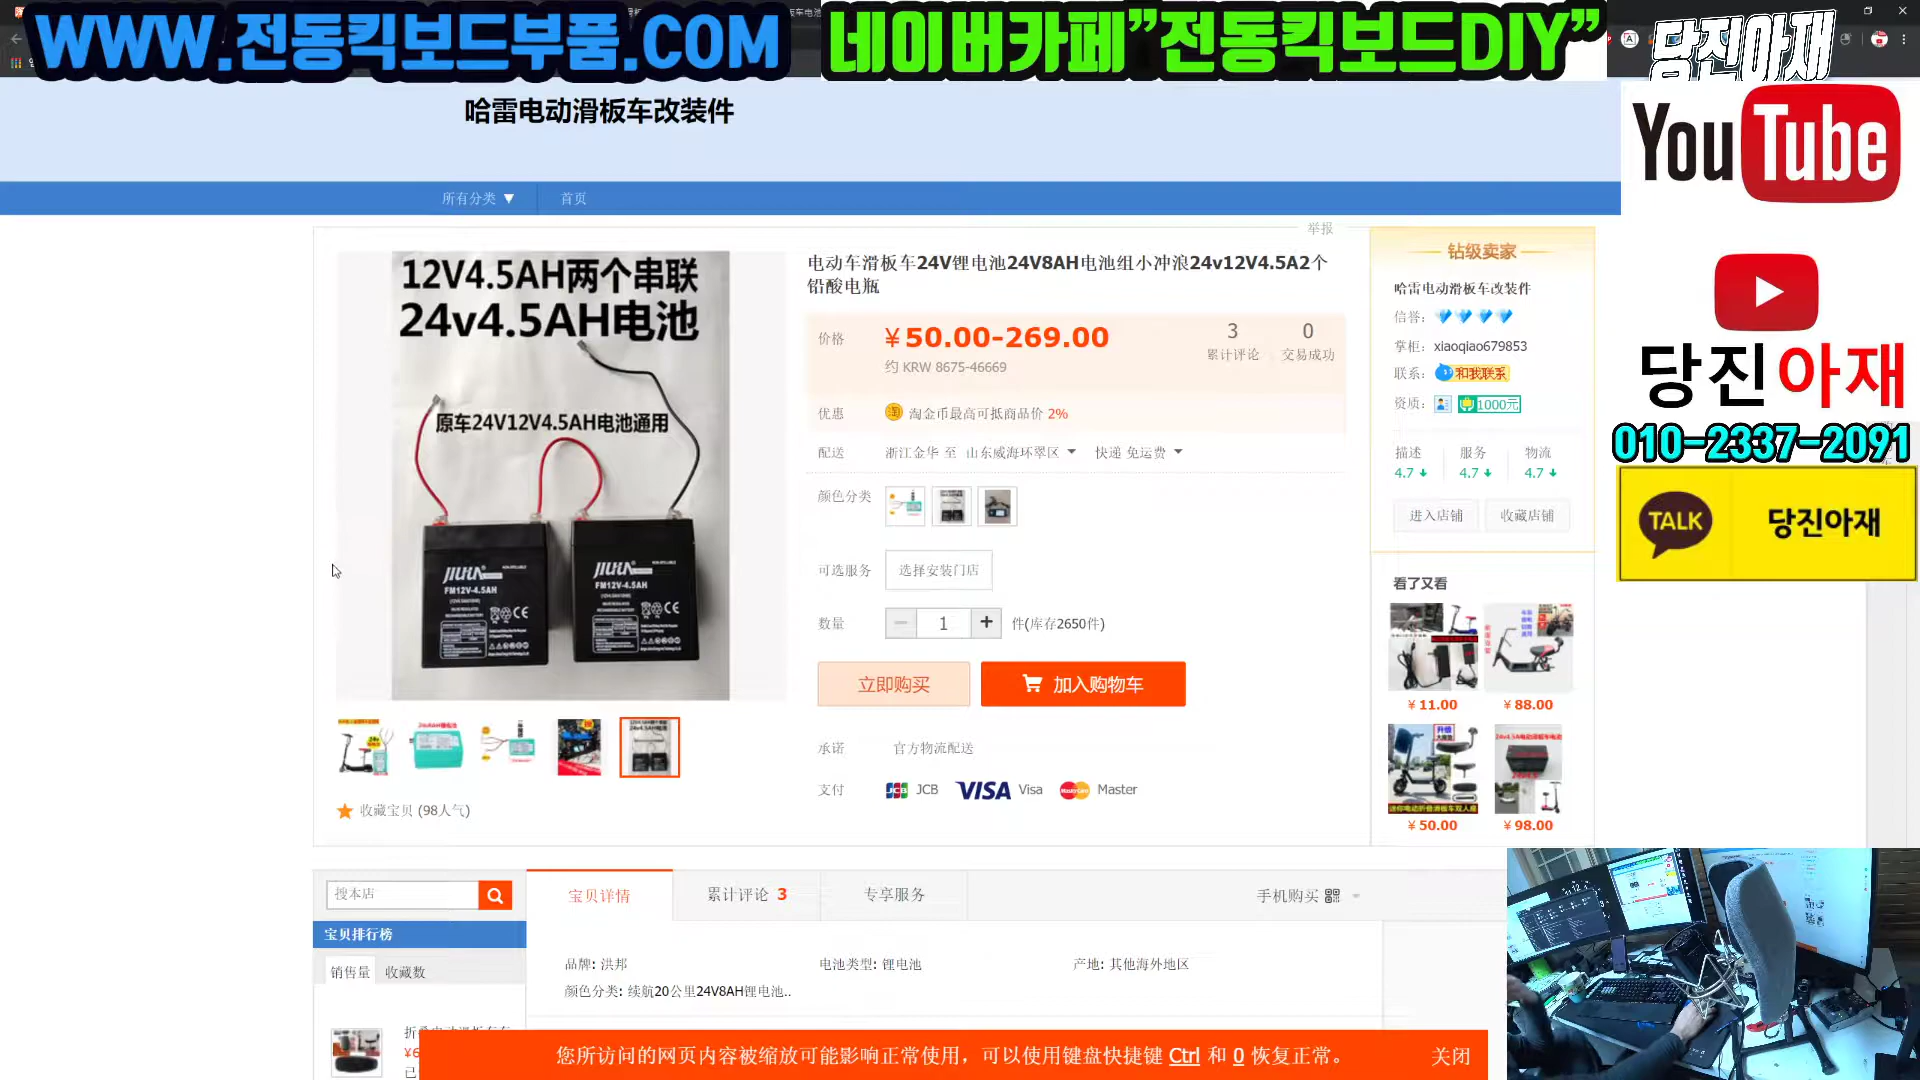 WWW.전동킥보드부품.COM
네이버카페”전동킥보드DIY”
당진아재
哈雷电动滑板车改装件
YouTube
所有分类 ▼
首页
举报
12V4.5AH两个串联
24v4.5AH电池
原车24V12V4.5AH电池通用
FM12V-4.5AH
FM12V-4.5AH
电动车滑板车24V锂电池24V8AH电池组小冲浪24v12V4.5A2个
铅酸电瓶
价格
¥50.00-269.00
约 KRW 8675-46669
3
累计评论
0
交易成功
优惠
淘金币最高可抵商品价 2%
配送
浙江金华 至 山东威海环翠区
快递 免运费
颜色分类
可选服务
选择安装门店
数量
1
件(库存2650件)
立即购买
加入购物车
承诺
官方物流配送
支付
JCB
VISA Visa
Master
收藏宝贝 (98人气)
钻级卖家
哈雷电动滑板车改装件
信誉：
掌柜：xiaoqiao679853
联系：和我联系
资质：1000元
描述
服务
物流
4.7
4.7
4.7
进入店铺
收藏店铺
看了又看
¥11.00
¥88.00
¥50.00
¥98.00
당진아재
010-2337-2091
TALK
당진아재
搜本店
宝贝详情
累计评论 3
专享服务
手机购买
宝贝排行榜
销售量
收藏数
品牌: 洪邦
电池类型: 锂电池
产地: 其他海外地区
颜色分类: 续航20公里24V8AH锂电池..
您所访问的网页内容被缩放可能影响正常使用，可以使用键盘快捷键 Ctrl 和 0 恢复正常。
关闭